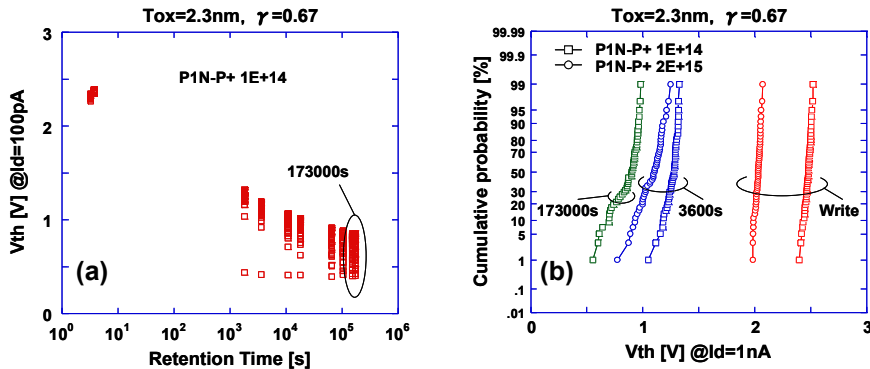 Tox=2.3nm, γ=0.67
3
2
1
0
Vth [V] @Id=100pA
P1N-P+ 1E+14
173000s
(a)
10⁰ 10¹ 10² 10³ 10⁴ 10⁵ 10⁶
Retention Time [s]
Tox=2.3nm, γ=0.67
99.99
99.9
99
95
90
80
70
50
30
20
10
5
1
.1
.01
Cumulative probability [%]
P1N-P+ 1E+14
P1N-P+ 2E+15
173000s
3600s
Write
(b)
0 1 2 3
Vth [V] @Id=1nA